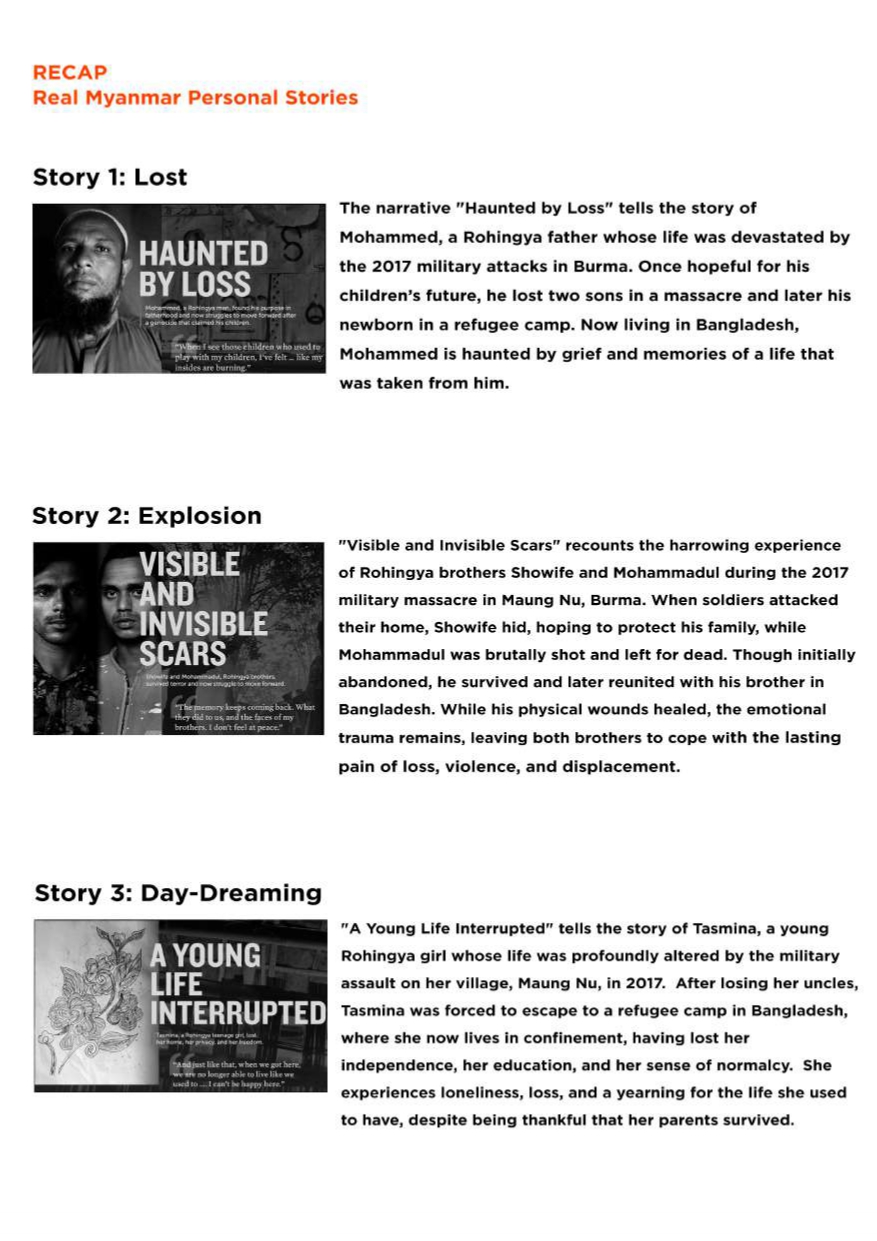 RECAP
Real Myanmar Personal Stories
Story 1: Lost
HAUNTED
BY LOSS
Mohammed, a Rohingya man, found his purpose in
fatherhood and now struggles to move forward after
a genocide that claimed his children.
"When I see those children who used to
play with my children, I've felt ... like my
insides are burning."
The narrative "Haunted by Loss" tells the story of
Mohammed, a Rohingya father whose life was devastated by
the 2017 military attacks in Burma. Once hopeful for his
children's future, he lost two sons in a massacre and later his
newborn in a refugee camp. Now living in Bangladesh,
Mohammed is haunted by grief and memories of a life that
was taken from him.
Story 2: Explosion
VISIBLE
AND
INVISIBLE
SCARS
Showife and Mohammadul, Rohingya brothers,
survived terror and now struggle to move forward.
"The memory keeps coming back. What
they did to us, and the faces of my
brothers. I don't feel at peace."
"Visible and Invisible Scars" recounts the harrowing experience
of Rohingya brothers Showife and Mohammadul during the 2017
military massacre in Maung Nu, Burma. When soldiers attacked
their home, Showife hid, hoping to protect his family, while
Mohammadul was brutally shot and left for dead. Though initially
abandoned, he survived and later reunited with his brother in
Bangladesh. While his physical wounds healed, the emotional
trauma remains, leaving both brothers to cope with the lasting
pain of loss, violence, and displacement.
Story 3: Day-Dreaming
A YOUNG
LIFE
INTERRUPTED
Tasmina, a Rohingya teenage girl, lost
her home, her privacy, and her freedom.
"And just like that, when we got here,
we are no longer able to live like we
used to ... I can't be happy here."
"A Young Life Interrupted" tells the story of Tasmina, a young
Rohingya girl whose life was profoundly altered by the military
assault on her village, Maung Nu, in 2017. After losing her uncles,
Tasmina was forced to escape to a refugee camp in Bangladesh,
where she now lives in confinement, having lost her
independence, her education, and her sense of normalcy. She
experiences loneliness, loss, and a yearning for the life she used
to have, despite being thankful that her parents survived.